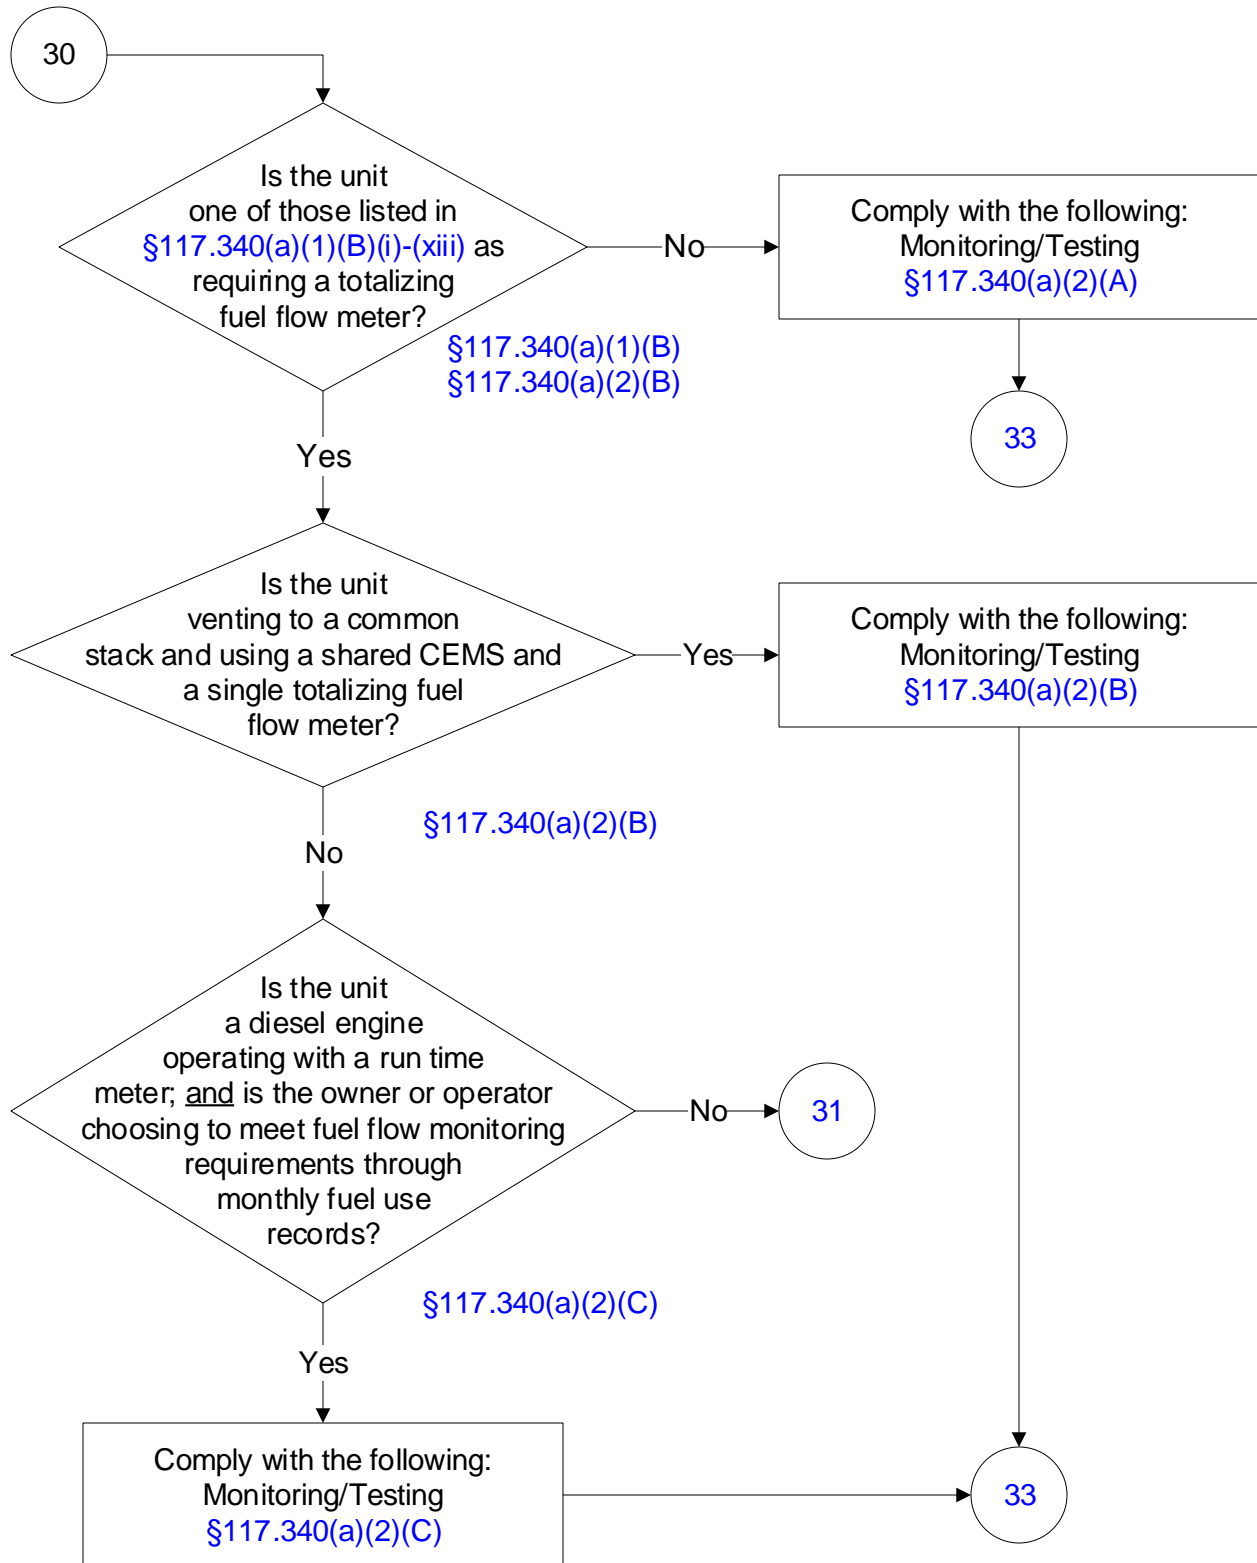 30
Is the unit
one of those listed in
§117.340(a)(1)(B)(i)-(xiii) as
requiring a totalizing
fuel flow meter?
No
Comply with the following:
Monitoring/Testing
§117.340(a)(2)(A)
§117.340(a)(1)(B)
§117.340(a)(2)(B)
33
Yes
Is the unit
venting to a common
stack and using a shared CEMS and
a single totalizing fuel
flow meter?
Yes
Comply with the following:
Monitoring/Testing
§117.340(a)(2)(B)
§117.340(a)(2)(B)
No
Is the unit
a diesel engine
operating with a run time
meter; and is the owner or operator
choosing to meet fuel flow monitoring
requirements through
monthly fuel use
records?
No
31
§117.340(a)(2)(C)
Yes
Comply with the following:
Monitoring/Testing
§117.340(a)(2)(C)
33